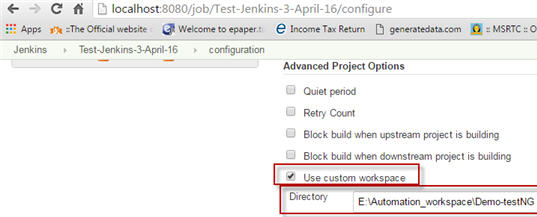 localhost:8080/job/Test-Jenkins-3-April-16/configure
Apps ::The Official website epaper.ti Income Tax Return generatedata.com :: MSRTC :: O
Jenkins Test-Jenkins-3-April-16 configuration
Advanced Project Options
Quiet period
Retry Count
Block build when upstream project is building
Block build when downstream project is building
Use custom workspace
Directory E:\Automation_workspace\Demo-testNG